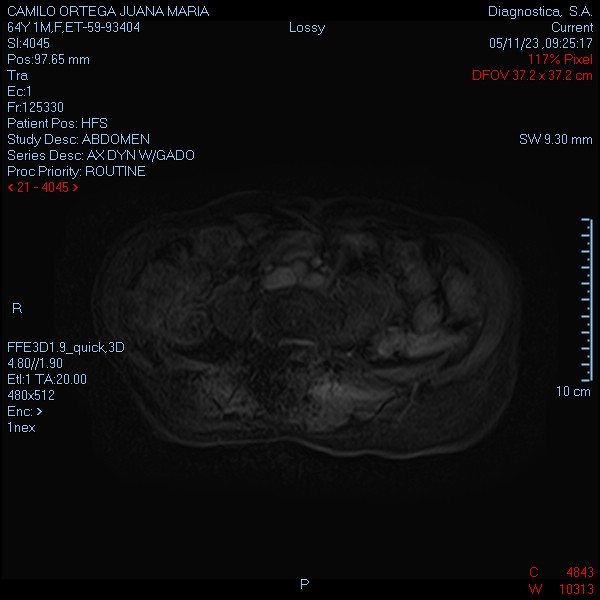 CAMILO ORTEGA JUANA MARIA
64Y 1M,F,ET-59-93404
SI:4045
Pos:97.65 mm
Tra
Ec:1
Fr:125330
Patient Pos: HFS
Study Desc: ABDOMEN
Series Desc: AX DYN W/GADO
Proc Priority: ROUTINE
< 21 - 4045 >
Lossy
Diagnostica, S.A.
Current
05/11/23 ,09:25:17
117% Pixel
DFOV 37.2 x 37.2 cm
SW 9.30 mm
R
10 cm
FFE3D1.9_quick,3D
4.80//1.90
Etl:1 TA:20.00
480x512
Enc: >
1nex
P
C 4843
W 10313